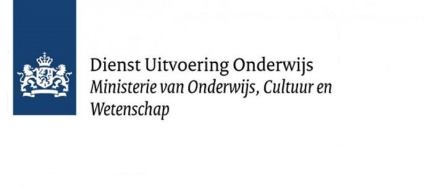 Dienst Uitvoering Onderwijs
Ministerie van Onderwijs, Cultuur en
Wetenschap